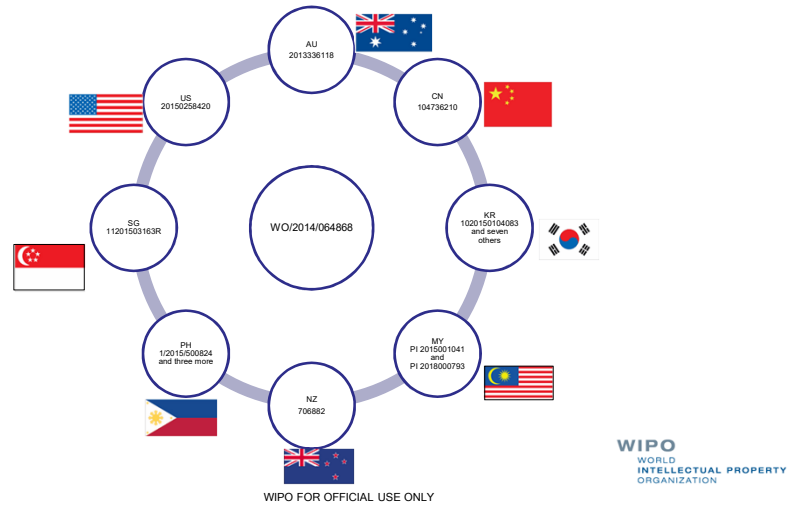 AU
2013336118
US
20150258420
CN
104736210
SG
11201503163R
WO/2014/064868
KR
1020150104083
and seven
others
PH
1/2015/500824
and three more
MY
PI 2015001041
and
PI 2018000793
NZ
706882
WIPO FOR OFFICIAL USE ONLY
WIPO
WORLD
INTELLECTUAL PROPERTY
ORGANIZATION